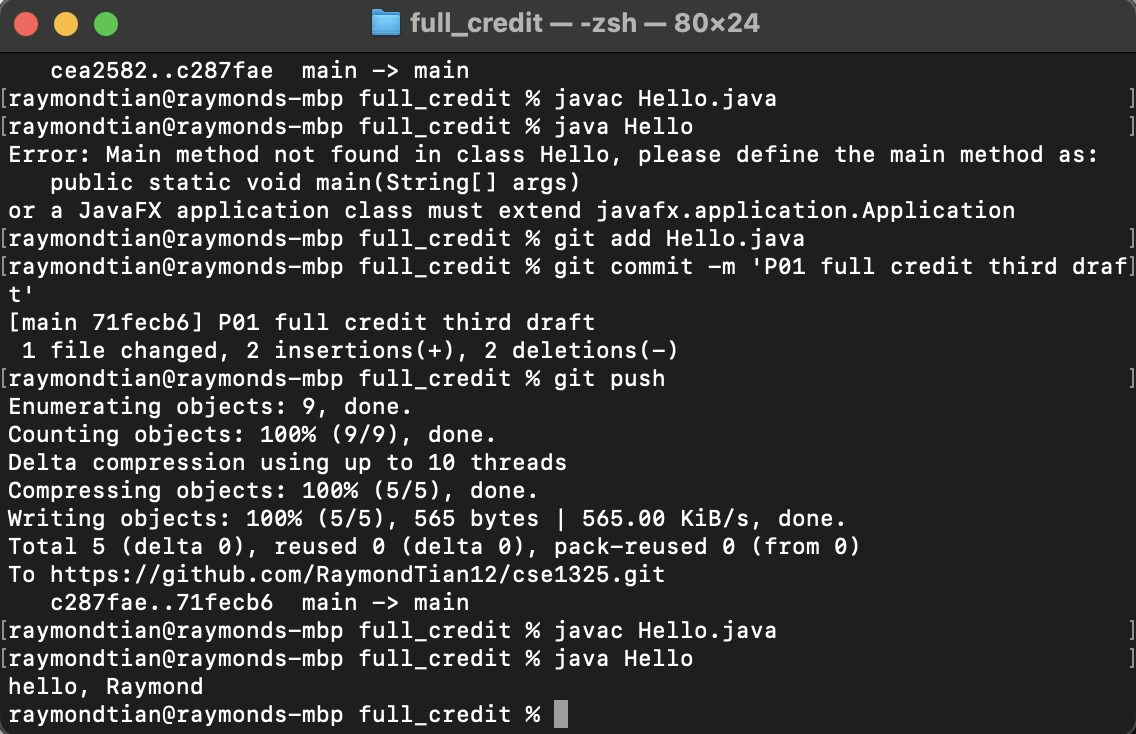 full_credit — -zsh — 80×24
cea2582..c287fae  main -> main
[raymondtian@raymonds-mbp full_credit % javac Hello.java ]
[raymondtian@raymonds-mbp full_credit % java Hello ]
Error: Main method not found in class Hello, please define the main method as:
   public static void main(String[] args)
or a JavaFX application class must extend javafx.application.Application
[raymondtian@raymonds-mbp full_credit % git add Hello.java ]
[raymondtian@raymonds-mbp full_credit % git commit -m 'P01 full credit third draf]
t'
[main 71fecb6] P01 full credit third draft
 1 file changed, 2 insertions(+), 2 deletions(-)
[raymondtian@raymonds-mbp full_credit % git push ]
Enumerating objects: 9, done.
Counting objects: 100% (9/9), done.
Delta compression using up to 10 threads
Compressing objects: 100% (5/5), done.
Writing objects: 100% (5/5), 565 bytes | 565.00 KiB/s, done.
Total 5 (delta 0), reused 0 (delta 0), pack-reused 0 (from 0)
To https://github.com/RaymondTian12/cse1325.git
   c287fae..71fecb6  main -> main
[raymondtian@raymonds-mbp full_credit % javac Hello.java ]
[raymondtian@raymonds-mbp full_credit % java Hello ]
hello, Raymond
raymondtian@raymonds-mbp full_credit %